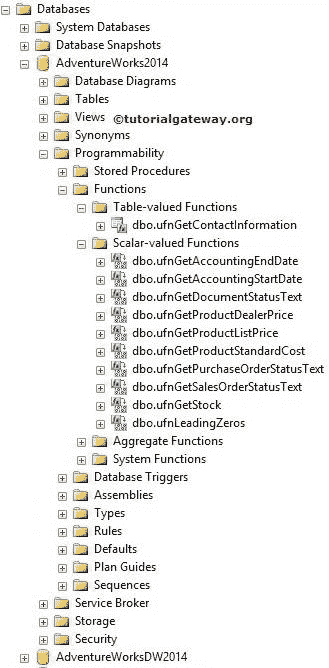 Databases
System Databases
Database Snapshots
AdventureWorks2014
Database Diagrams
Tables
Views ©tutorialgateway.org
Synonyms
Programmability
Stored Procedures
Functions
Table-valued Functions
dbo.ufnGetContactInformation
Scalar-valued Functions
dbo.ufnGetAccountingEndDate
dbo.ufnGetAccountingStartDate
dbo.ufnGetDocumentStatusText
dbo.ufnGetProductDealerPrice
dbo.ufnGetProductListPrice
dbo.ufnGetProductStandardCost
dbo.ufnGetPurchaseOrderStatusText
dbo.ufnGetSalesOrderStatusText
dbo.ufnGetStock
dbo.ufnLeadingZeros
Aggregate Functions
System Functions
Database Triggers
Assemblies
Types
Rules
Defaults
Plan Guides
Sequences
Service Broker
Storage
Security
AdventureWorksDW2014